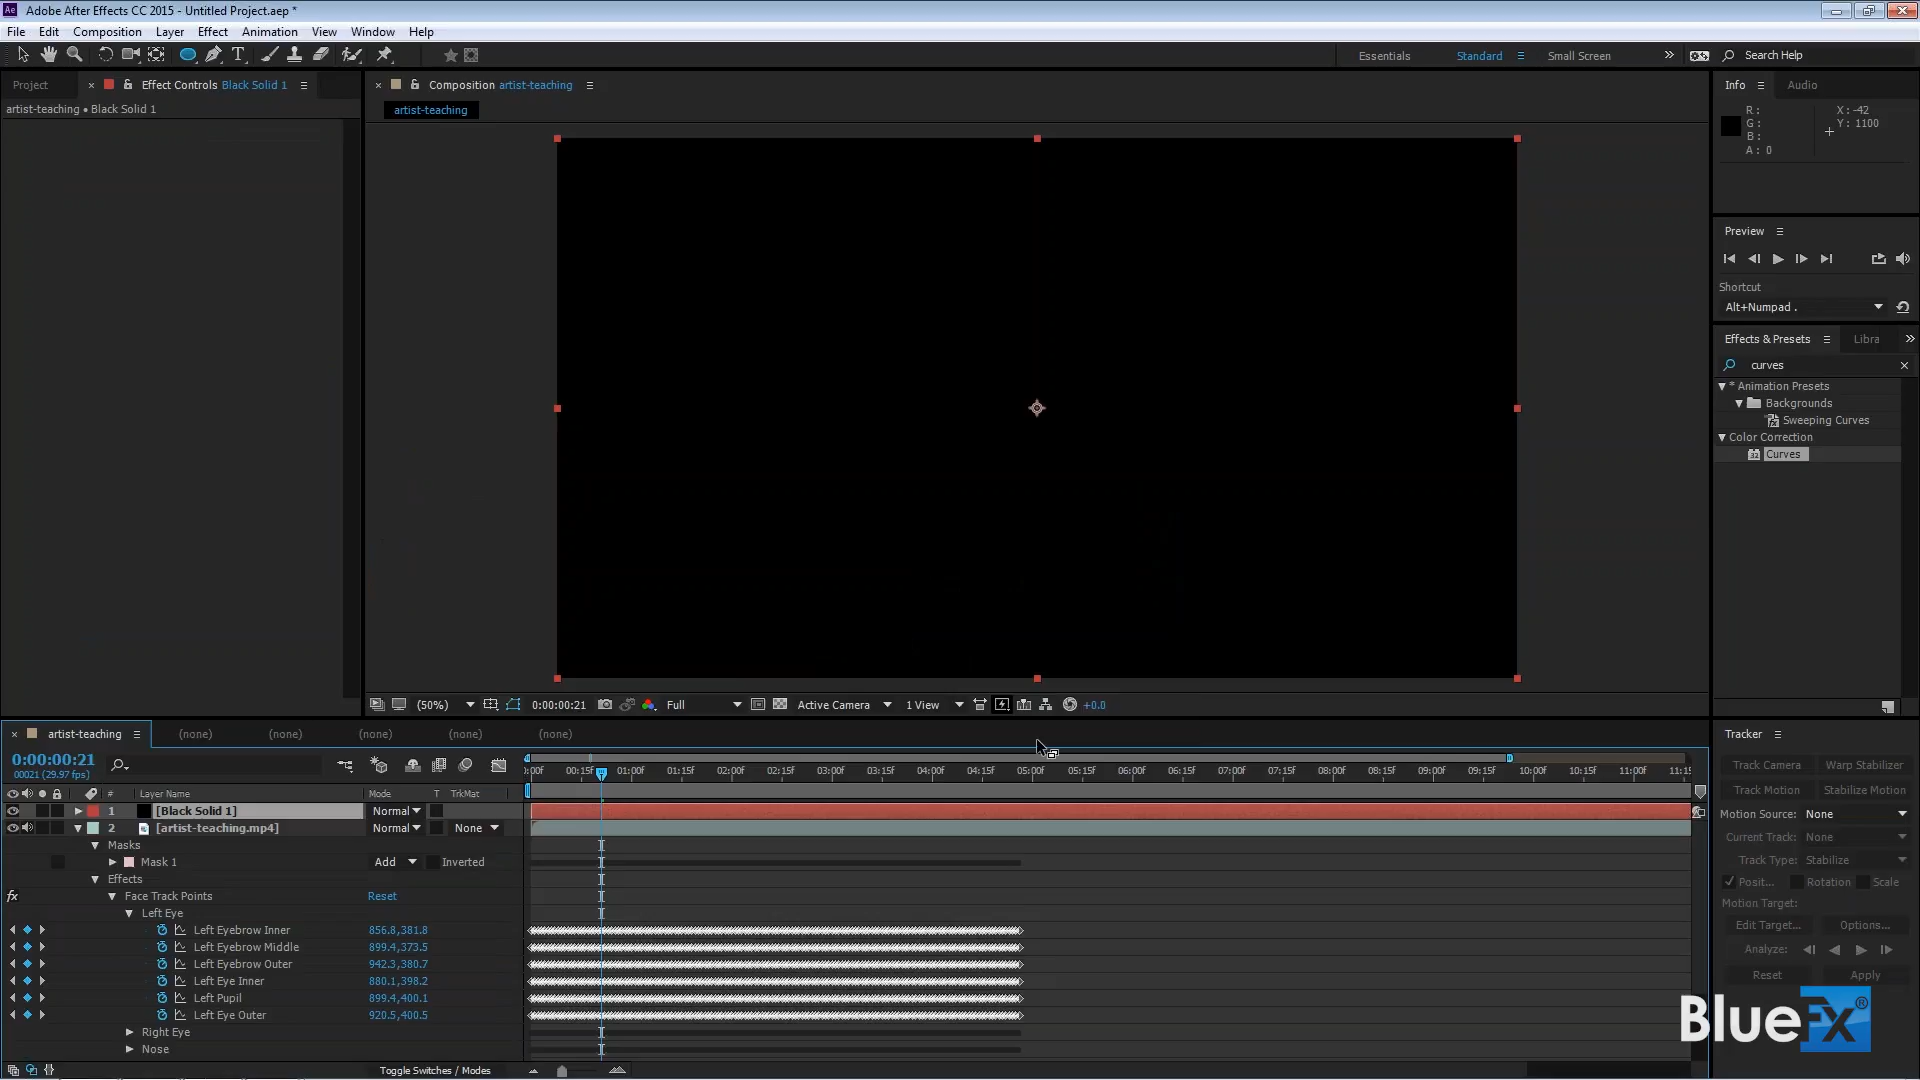 Adobe After Effects CC 2015 - Untitled Project.aep *
File Edit Composition Layer Effect Animation View Window Help
Essentials Standard Small Screen Search Help
Project Effect Controls Black Solid 1
artist-teaching • Black Solid 1
Composition artist-teaching
artist-teaching
Info Audio
R: X: -42
G: Y: 1100
B:
A: 0
Preview
Shortcut
Alt+Numpad .
Effects & Presets Libra
curves
* Animation Presets
Backgrounds
Sweeping Curves
Color Correction
Curves
(50%) 0:00:00:21 Full Active Camera 1 View +0.0
artist-teaching (none) (none) (none) (none) (none)
0:00:00:21
00021 (29.97 fps)
:00f 00:15f 01:00f 01:15f 02:00f 02:15f 03:00f 03:15f 04:00f 04:15f 05:00f 05:15f 06:00f 06:15f 07:00f 07:15f 08:00f 08:15f 09:00f 09:15f 10:00f 10:15f 11:00f 11:15
# Layer Name Mode T TrkMat
1 [Black Solid 1] Normal
2 [artist-teaching.mp4] Normal None
Masks
Mask 1 Add Inverted
Effects
fx Face Track Points Reset
Left Eye
Left Eyebrow Inner 856.8,381.8
Left Eyebrow Middle 899.4,373.5
Left Eyebrow Outer 942.3,380.7
Left Eye Inner 880.1,398.2
Left Pupil 899.4,400.1
Left Eye Outer 920.5,400.5
Right Eye
Nose
Toggle Switches / Modes
Tracker
Track Camera Warp Stabilizer
Track Motion Stabilize Motion
Motion Source: None
Current Track: None
Track Type: Stabilize
Posit... Rotation Scale
Motion Target:
Edit Target... Options...
Analyze:
Reset Apply
BlueFx®